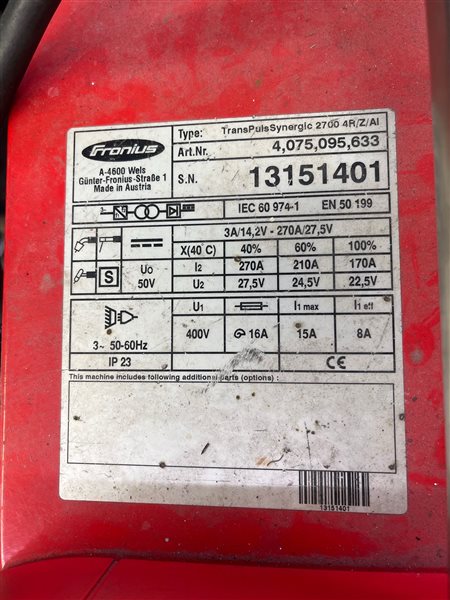 Fronius
A-4600 Wels
Günter-Fronius-Straße 1
Made in Austria
Type: TransPulsSynergic 2700 4R/Z/Al
Art.Nr. 4,075,095,633
S.N. 13151401
3~ IEC 60 974-1 EN 50 199
3A/14,2V - 270A/27,5V
X(40°C) 40% 60% 100%
S Uo I2 270A 210A 170A
50V U2 27,5V 24,5V 22,5V
U1 I1 max I1 eff
3~ 50-60Hz 400V 16A 15A 8A
IP 23 CE
This machine includes following additional parts (options) :
13151401